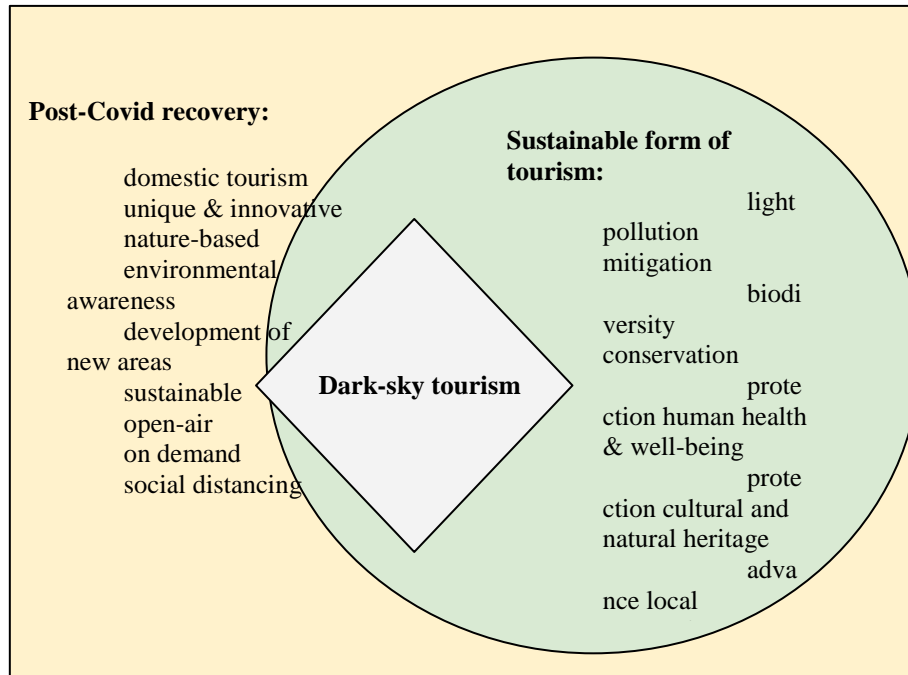 Post-Covid recovery:
domestic tourism
unique & innovative
nature-based
environmental
awareness
development of
new areas
sustainable
open-air
on demand
social distancing
Dark-sky tourism
Sustainable form of
tourism:
light
pollution
mitigation
biodi
versity
conservation
prote
ction human health
& well-being
prote
ction cultural and
natural heritage
adva
nce local